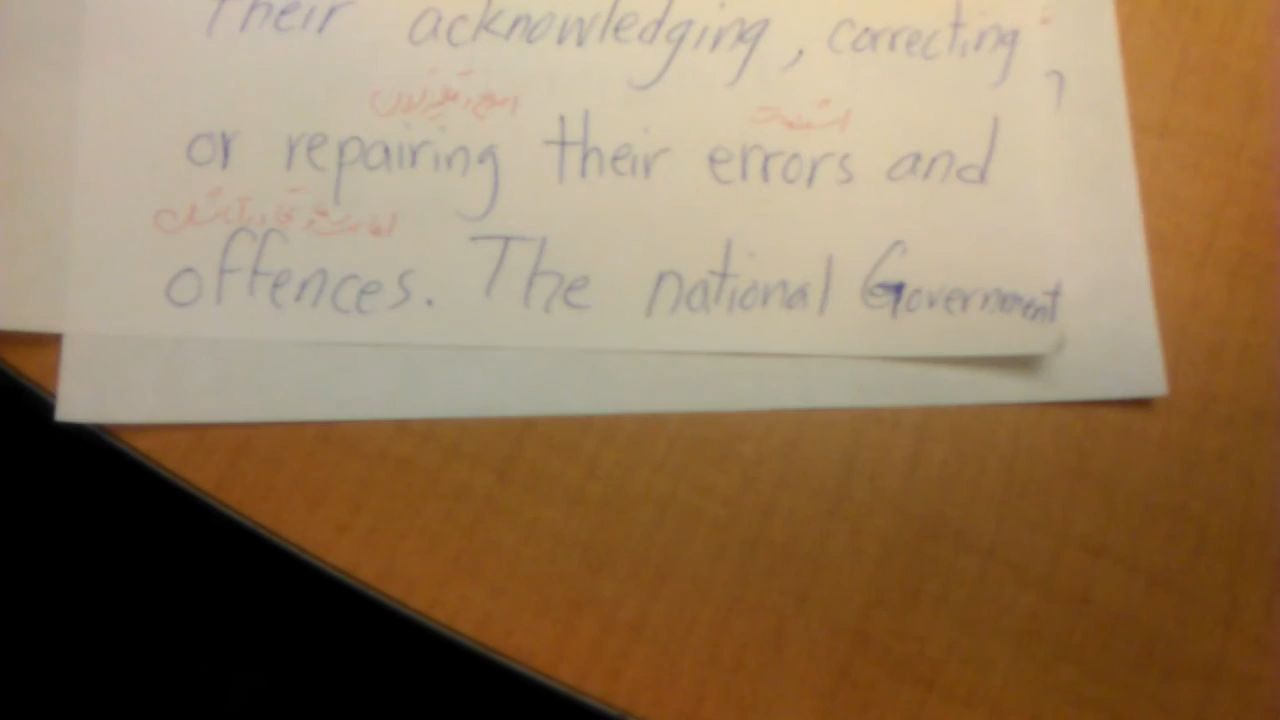 Their acknowledging, correcting,
or repairing their errors and
offences. The national Government